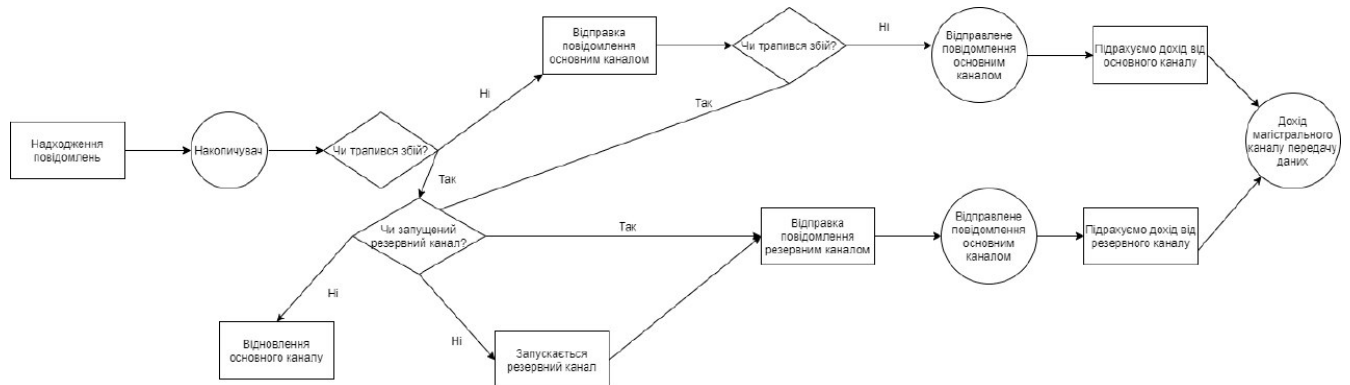 Надходження
повідомлень
Накопичувач
Чи трапився збій?
Ні
Так
Відправка
повідомлення
основним каналом
Чи трапився збій?
Ні
Так
Відправлене
повідомлення
основним
каналом
Підрахуємо дохід від
основного каналу
Дохід
магістрального
каналу передачу
даних
Чи запущений
резервний канал?
Так
Ні
Ні
Відновлення
основного каналу
Запускається
резервний канал
Відправка
повідомлення
резервним каналом
Відправлене
повідомлення
основним
каналом
Підрахуємо дохід від
резервного каналу